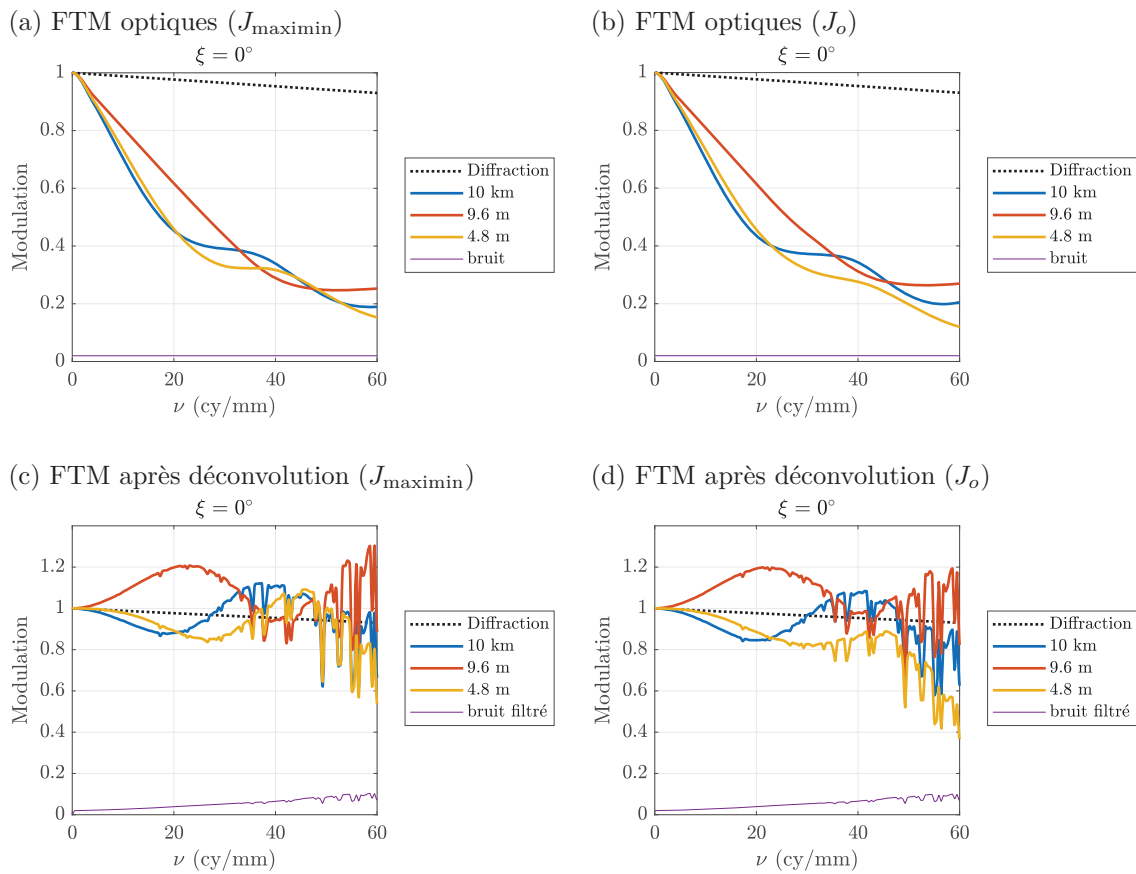 (a) FTM optiques (J_maximin)
ξ = 0°
Modulation
1
0.8
0.6
0.4
0.2
0
0 20 40 60
ν (cy/mm)
Diffraction
10 km
9.6 m
4.8 m
bruit
(b) FTM optiques (J_o)
ξ = 0°
Modulation
1
0.8
0.6
0.4
0.2
0
0 20 40 60
ν (cy/mm)
Diffraction
10 km
9.6 m
4.8 m
bruit
(c) FTM après déconvolution (J_maximin)
ξ = 0°
Modulation
1.2
1
0.8
0.6
0.4
0.2
0
0 20 40 60
ν (cy/mm)
Diffraction
10 km
9.6 m
4.8 m
bruit filtré
(d) FTM après déconvolution (J_o)
ξ = 0°
Modulation
1.2
1
0.8
0.6
0.4
0.2
0
0 20 40 60
ν (cy/mm)
Diffraction
10 km
9.6 m
4.8 m
bruit filtré